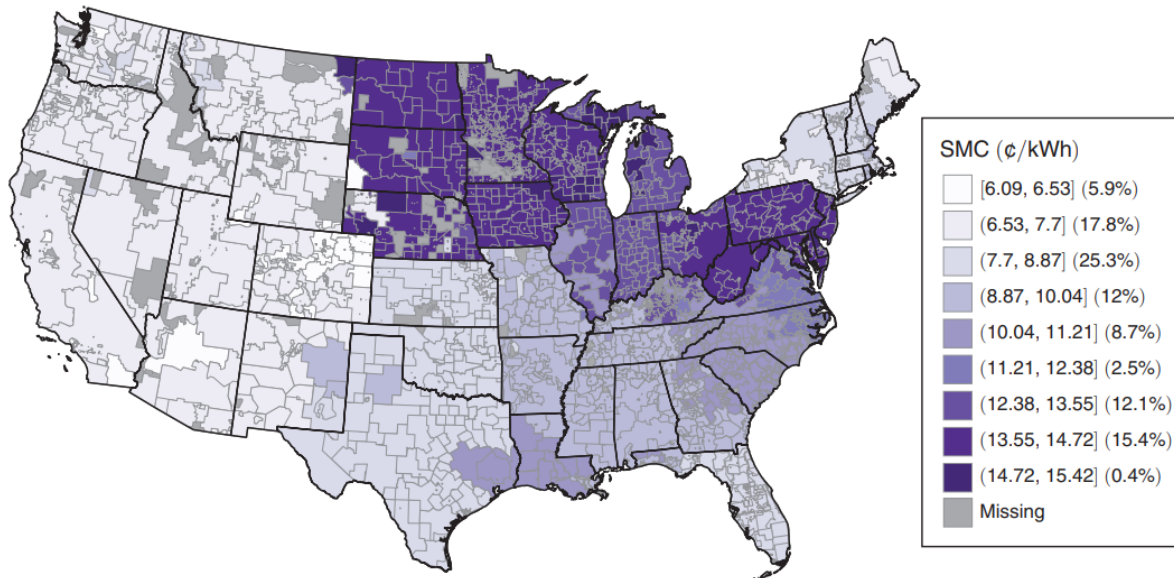 SMC (¢/kWh)
[6.09, 6.53] (5.9%)
(6.53, 7.7] (17.8%)
(7.7, 8.87] (25.3%)
(8.87, 10.04] (12%)
(10.04, 11.21] (8.7%)
(11.21, 12.38] (2.5%)
(12.38, 13.55] (12.1%)
(13.55, 14.72] (15.4%)
(14.72, 15.42] (0.4%)
Missing